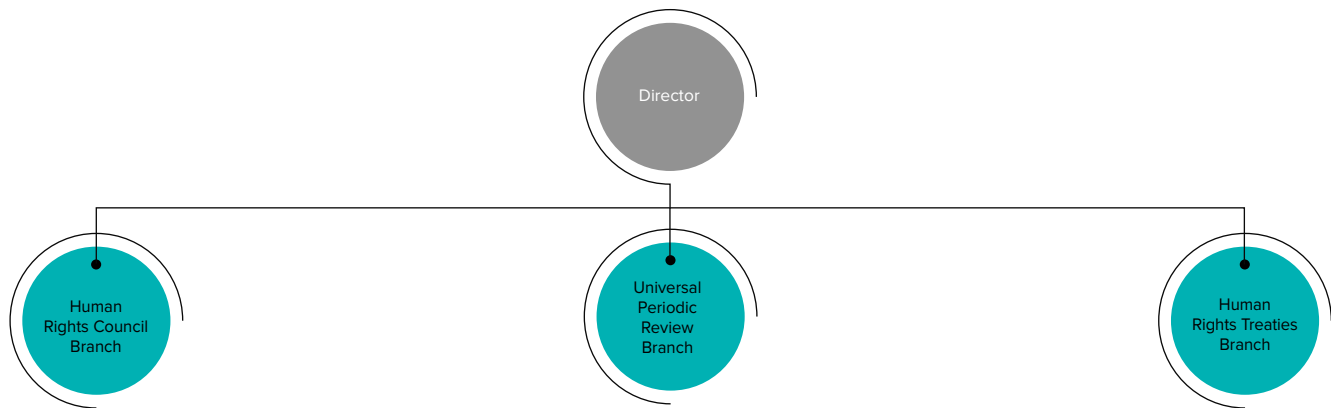 Director
Human
Rights Council
Branch
Universal
Periodic
Review
Branch
Human
Rights Treaties
Branch